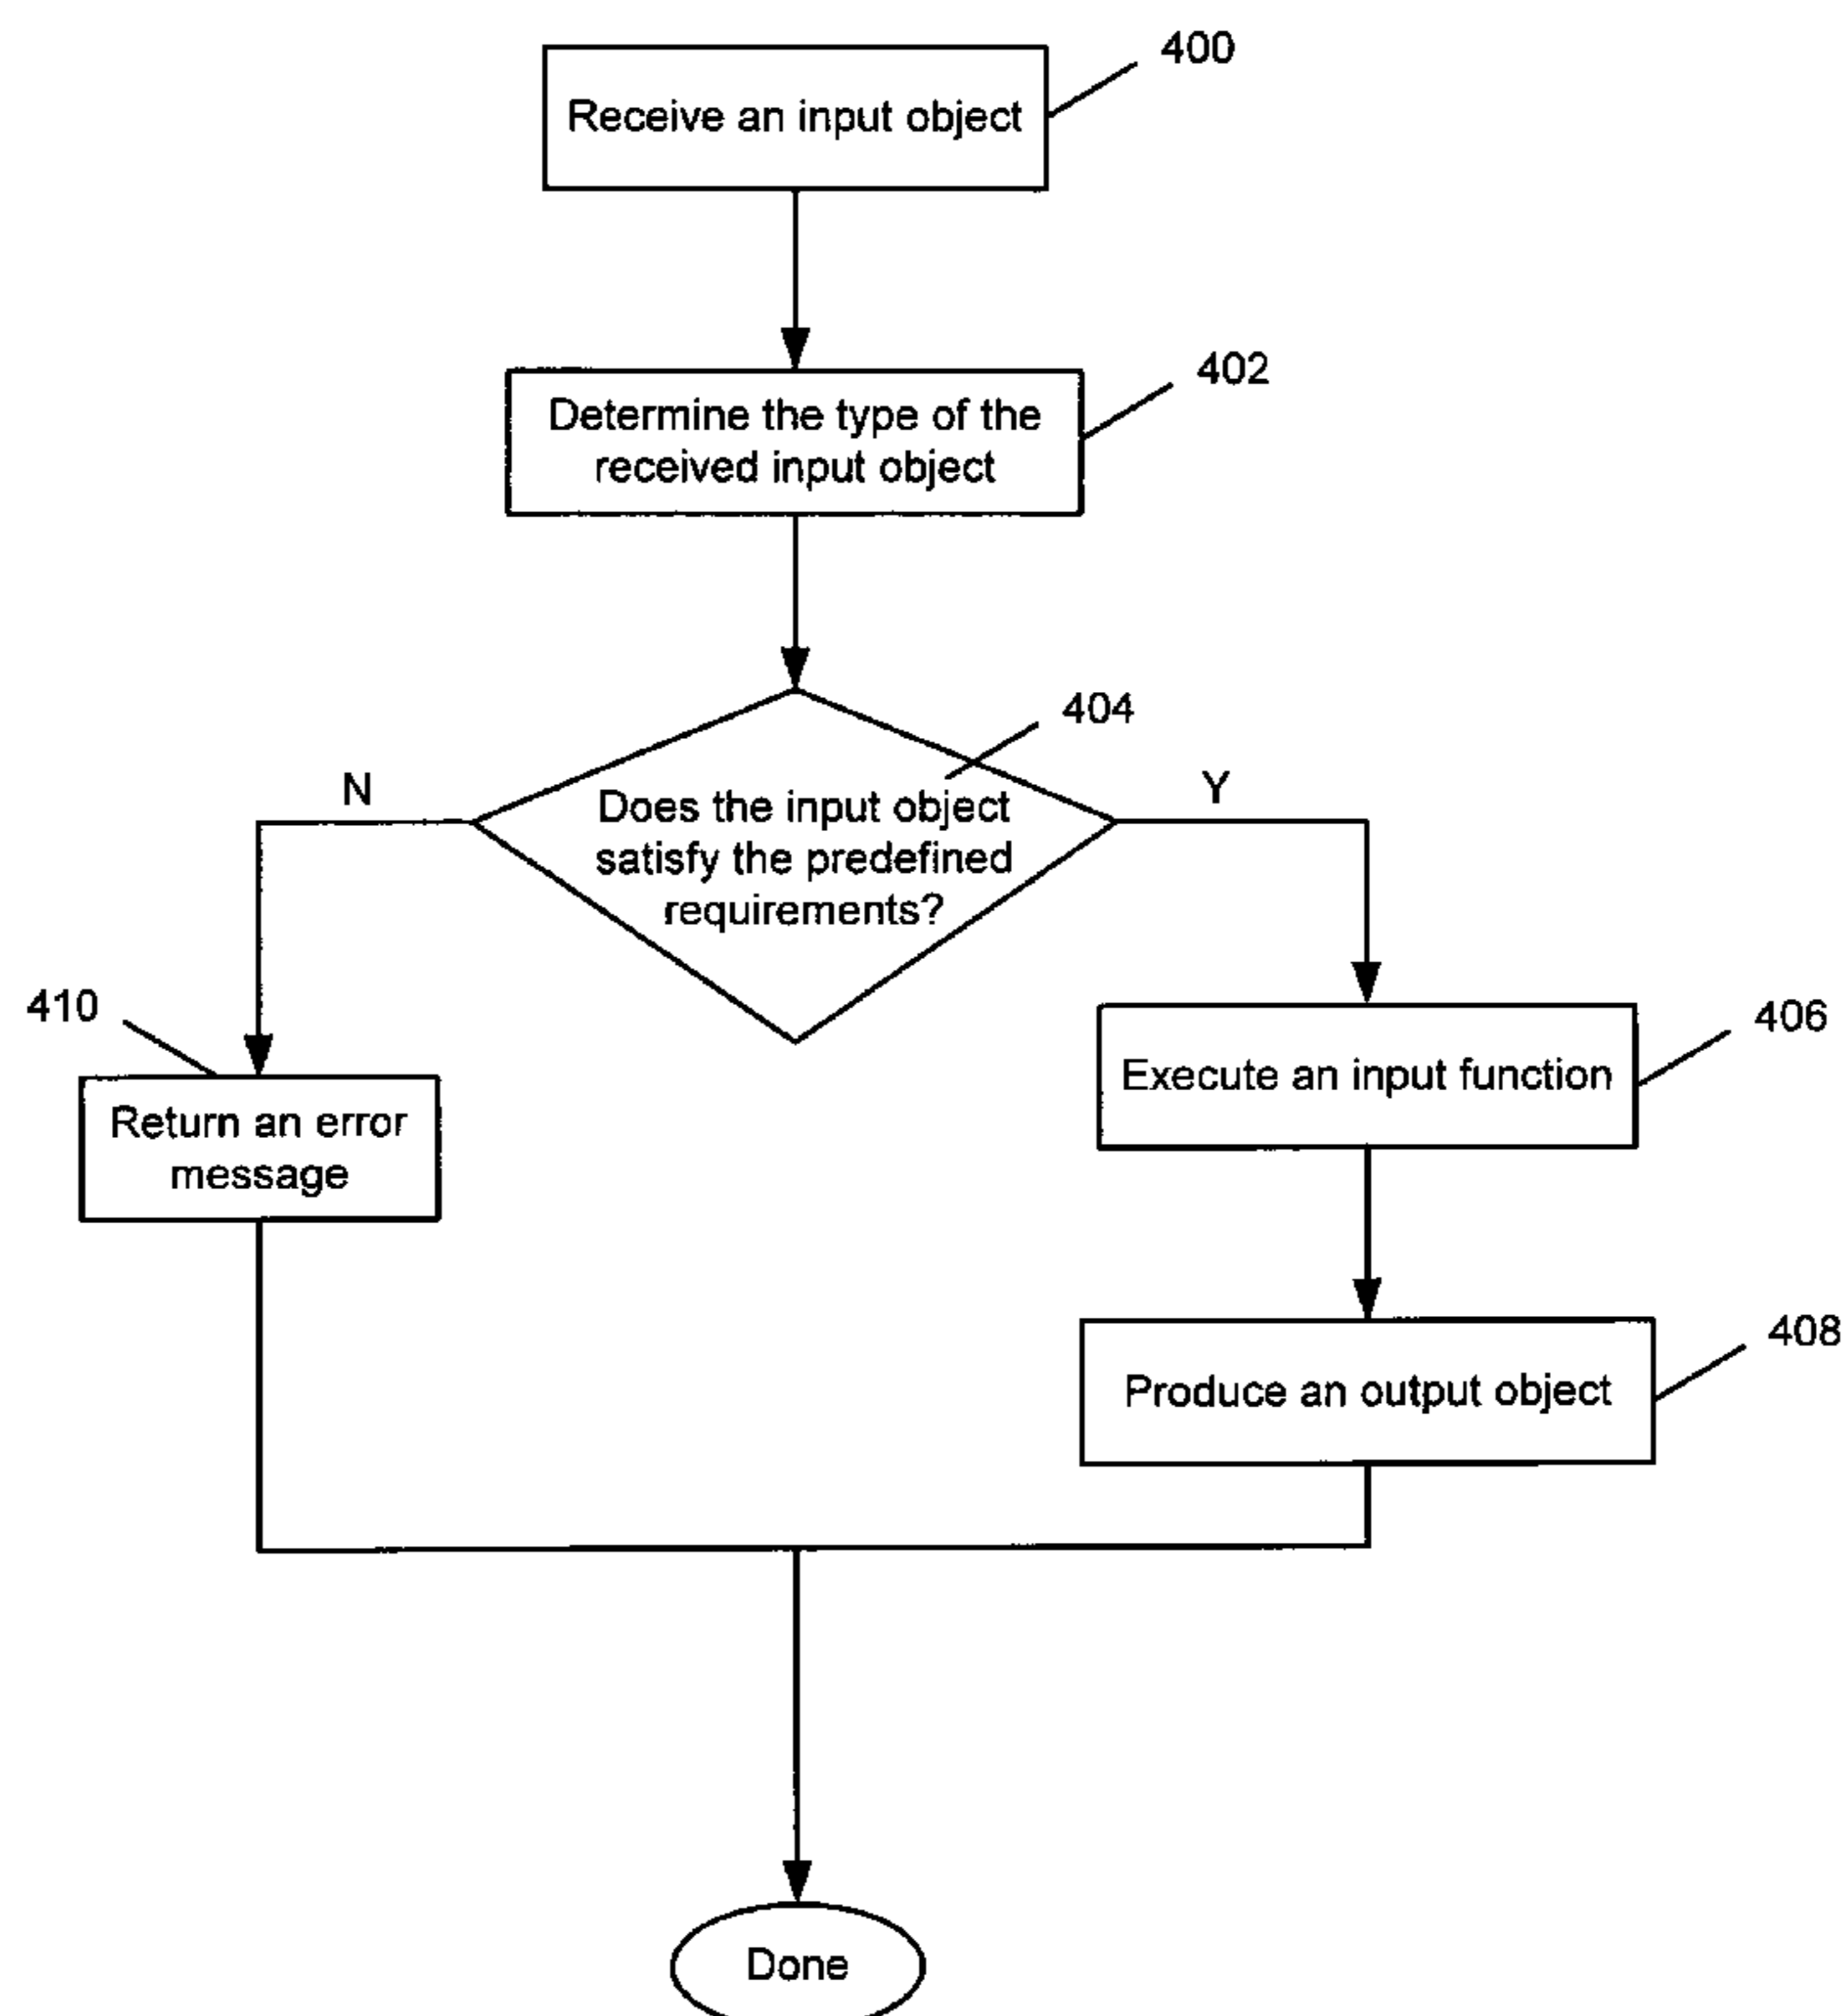 400
Receive an input object
402
Determine the type of the
received input object
404
N
Y
Does the input object
satisfy the predefined
requirements?
410
406
Execute an input function
Return an error
message
408
Produce an output object
Done